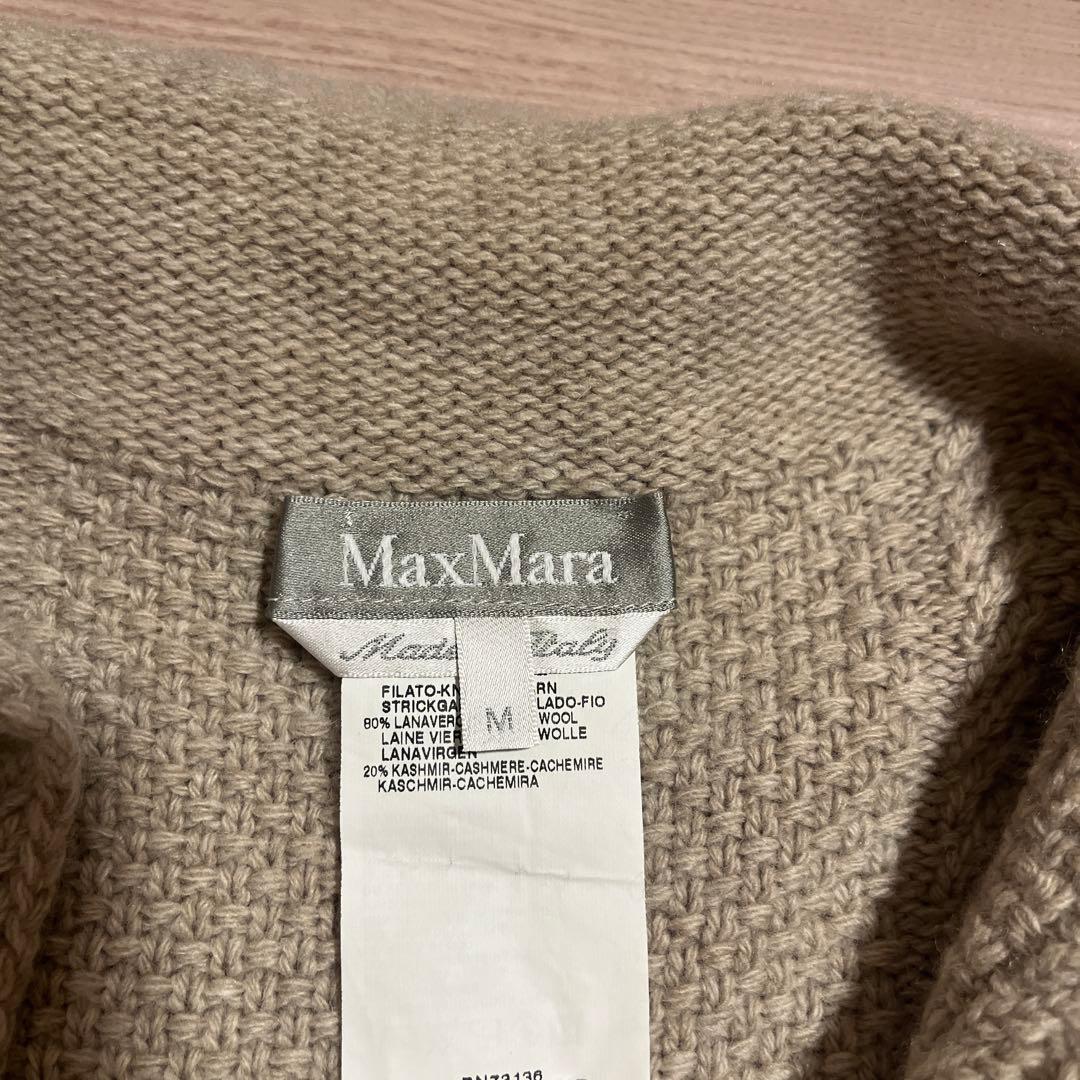 MaxMara
Made Italy
FILATO-KN RN
STRICKGA LADO-FIO
80% LANAVERG WOOL
LAINE VIER WOLLE
LANAVIRGEN
20% KASHMIR-CASHMERE-CACHEMIRE
KASCHMIR-CACHEMIRA
M